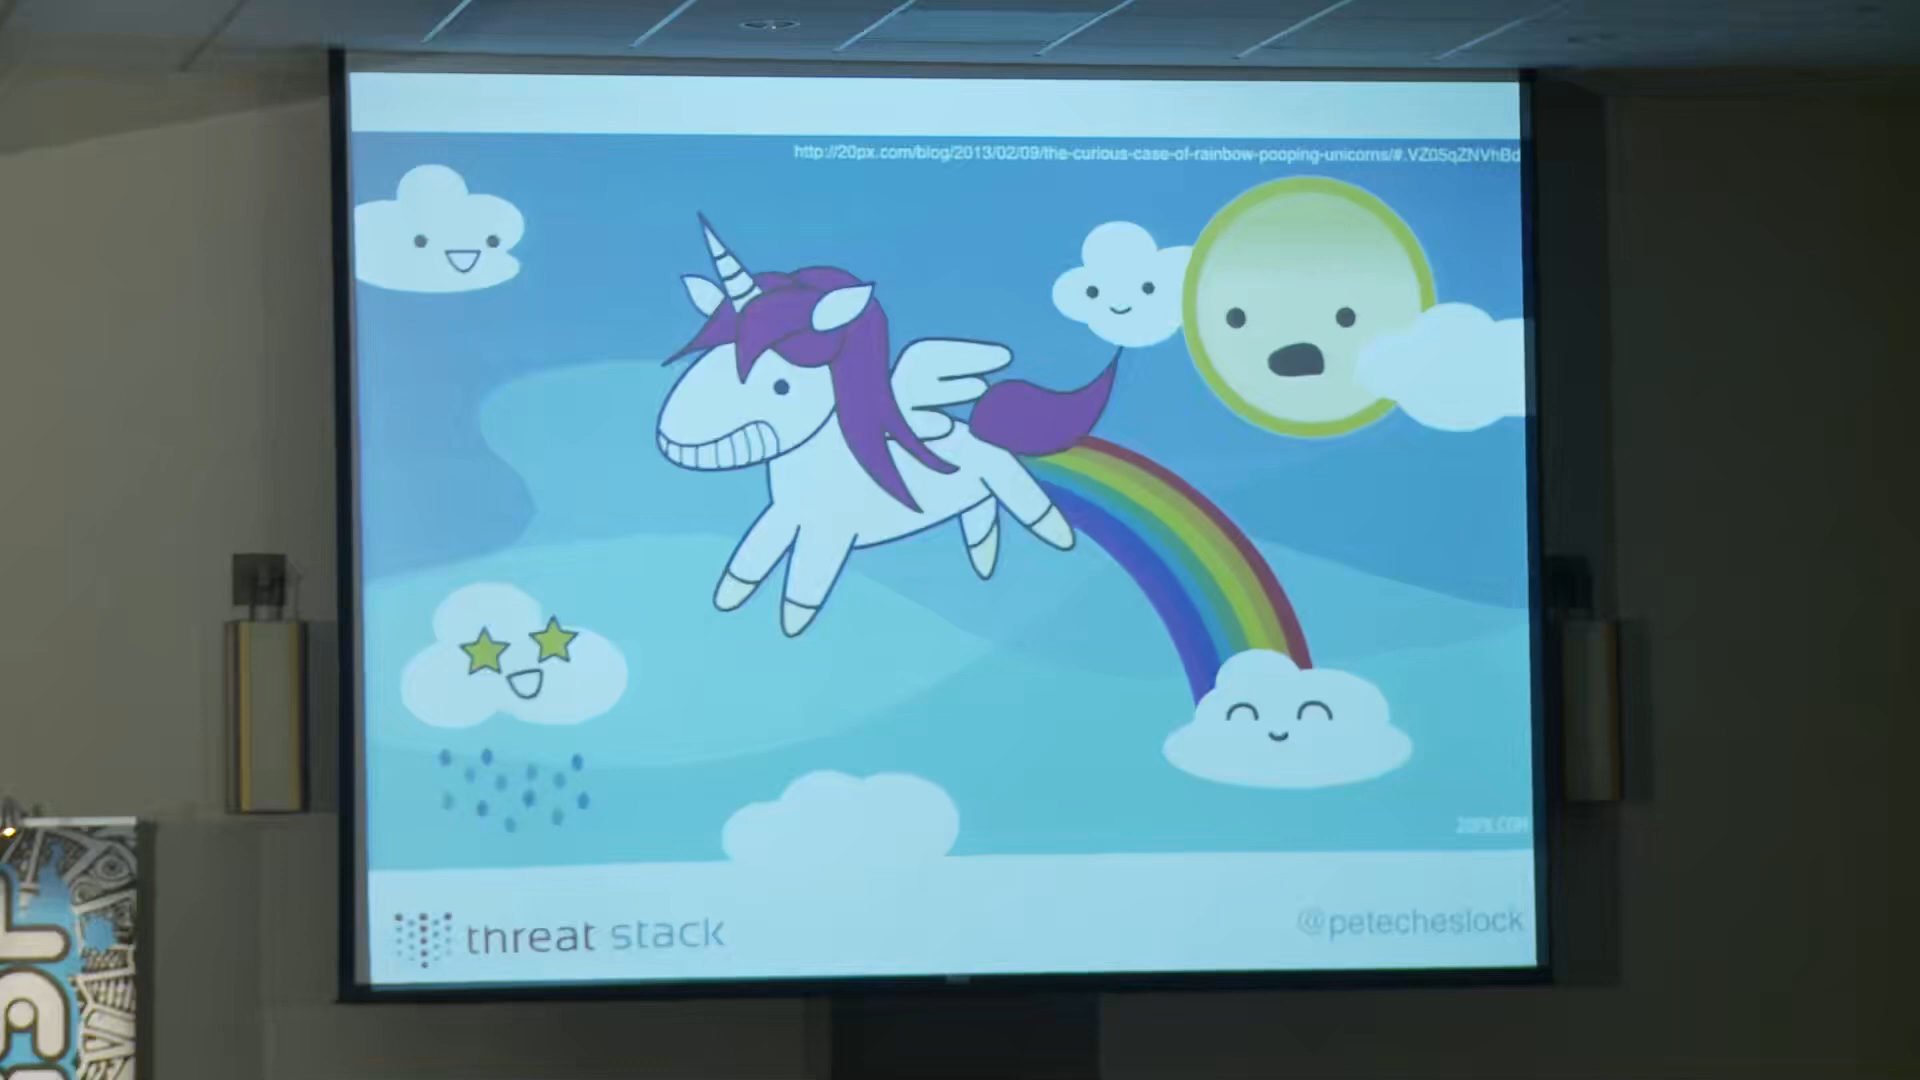 http://20px.com/blog/2013/02/09/the-curious-case-of-rainbow-pooping-unicorns/#.VZ05qZNVhBd
20PX.COM
threat stack
@petecheslock